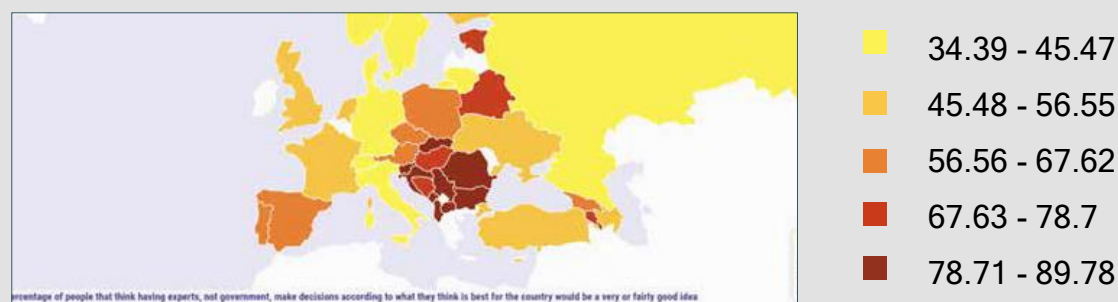 34.39 - 45.47
45.48 - 56.55
56.56 - 67.62
67.63 - 78.7
78.71 - 89.78
ercentage of people that think having experts, not government, make decisions according to what they think is best for the country would be a very or fairly good idea